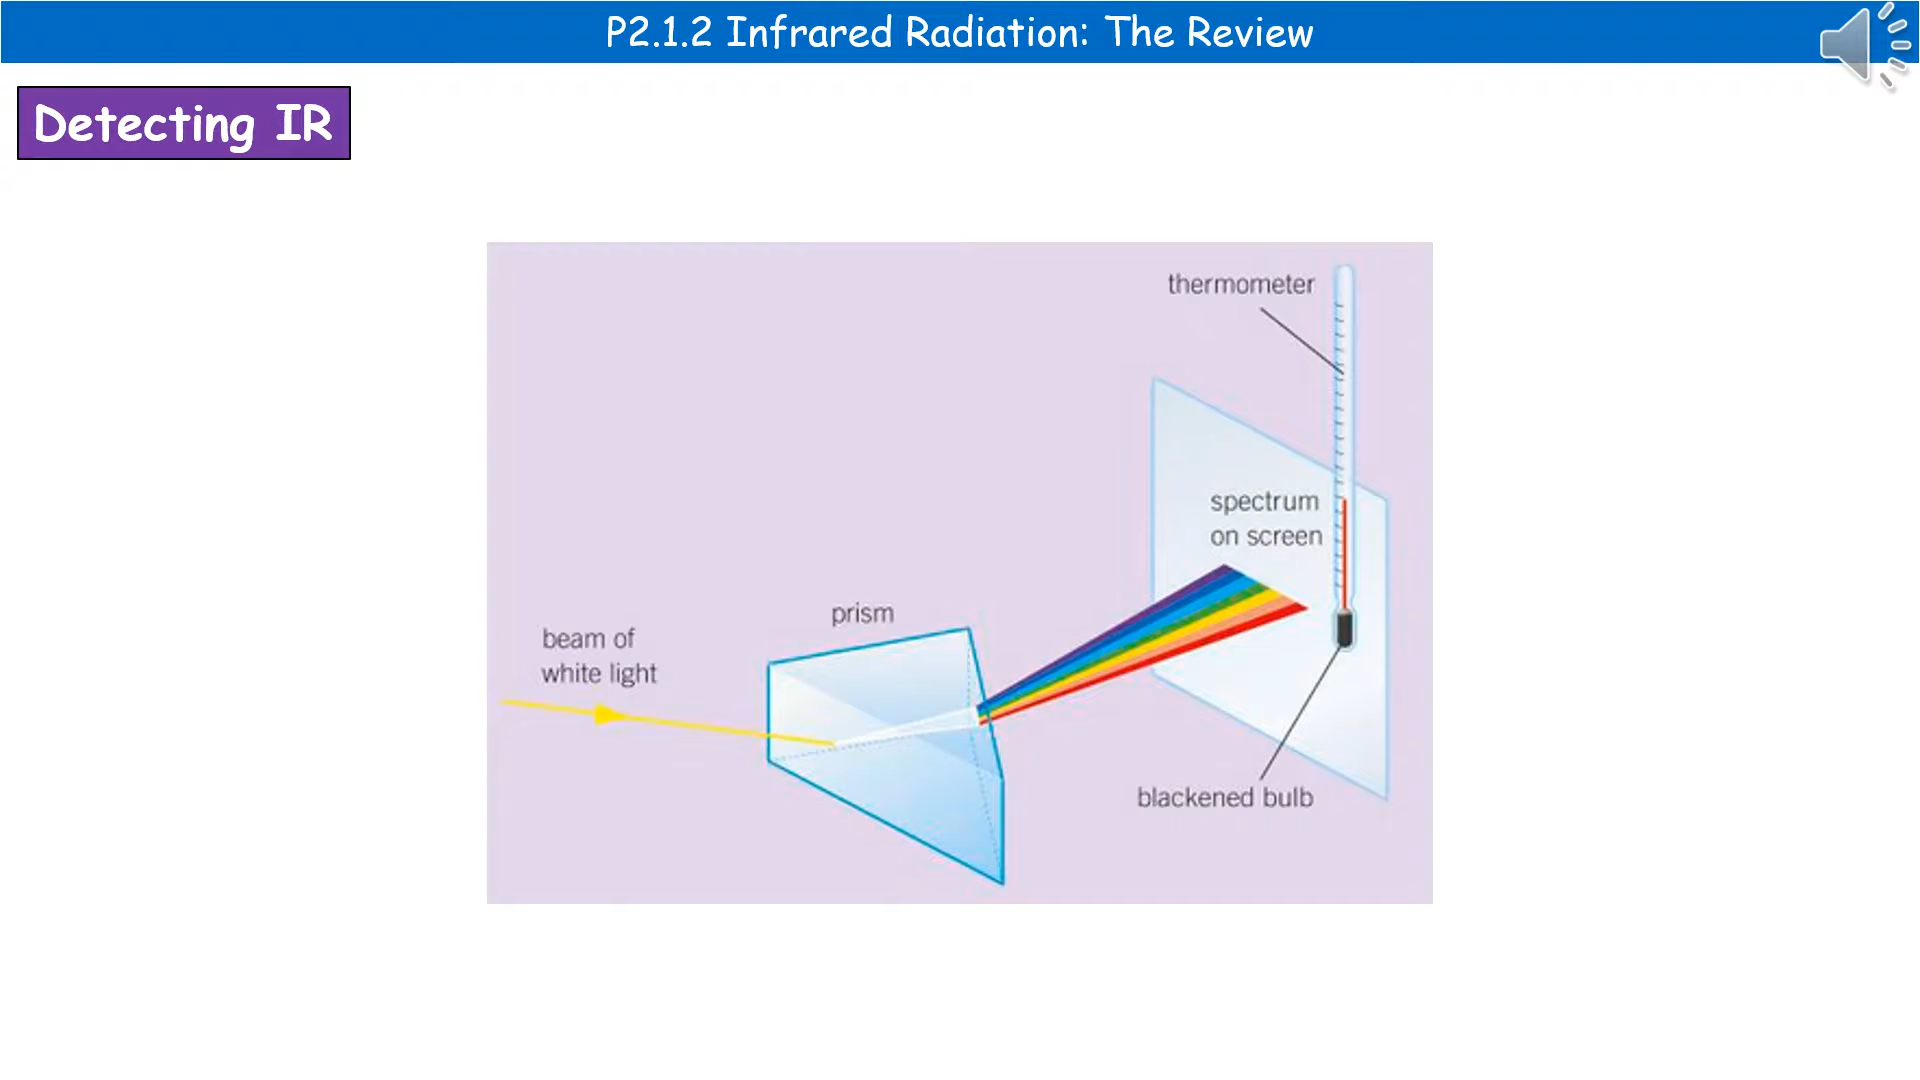 P2.1.2 Infrared Radiation: The Review
Detecting IR
thermometer
spectrum
on screen
prism
beam of
white light
blackened bulb